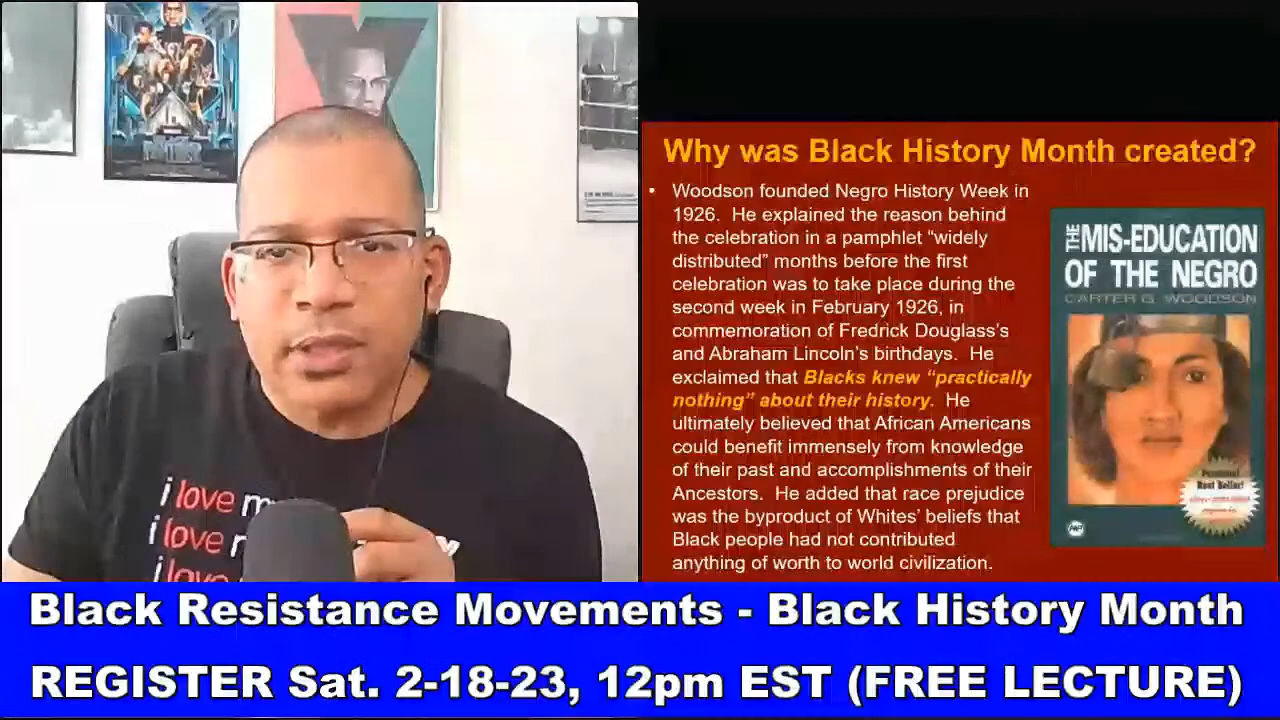 i love m
i love
i love
Why was Black History Month created?
• Woodson founded Negro History Week in
1926. He explained the reason behind
the celebration in a pamphlet “widely
distributed” months before the first
celebration was to take place during the
second week in February 1926, in
commemoration of Fredrick Douglass’s
and Abraham Lincoln’s birthdays. He
exclaimed that Blacks knew “practically
nothing” about their history. He
ultimately believed that African Americans
could benefit immensely from knowledge
of their past and accomplishments of their
Ancestors. He added that race prejudice
was the byproduct of Whites’ beliefs that
Black people had not contributed
anything of worth to world civilization.
THE MIS-EDUCATION
OF THE NEGRO
CARTER G. WOODSON
Best Seller!
Black Resistance Movements - Black History Month
REGISTER Sat. 2-18-23, 12pm EST (FREE LECTURE)